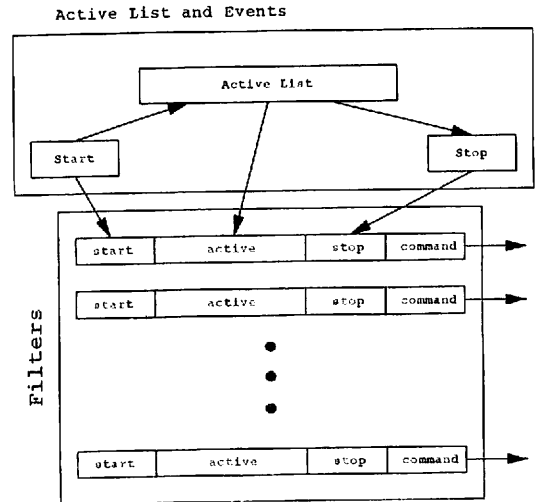 Active List and Events
Active List
Start
Stop
start active stop command
start active stop command
Filters
start active stop command